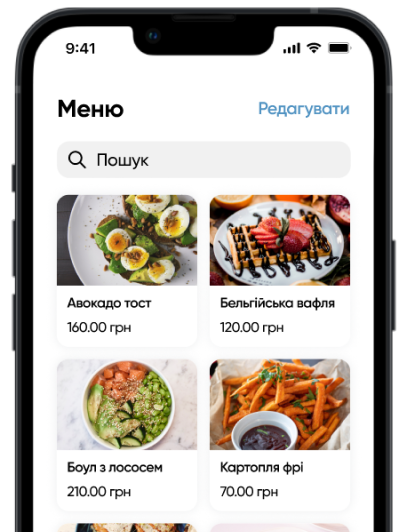 9:41
Меню
Редагувати
Пошук
Авокадо тост
160.00 грн
Бельгійська вафля
120.00 грн
Боул з лососем
210.00 грн
Картопля фрі
70.00 грн